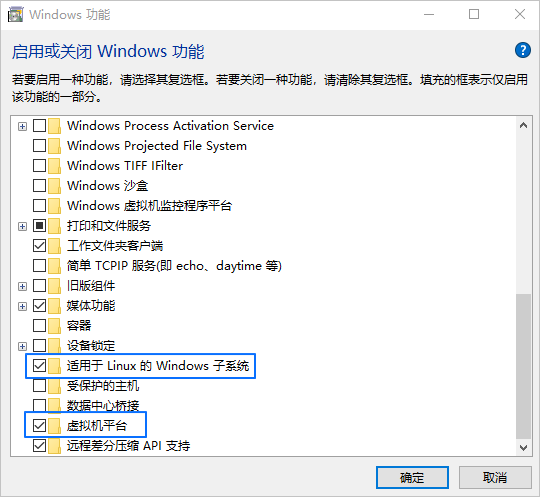 Windows 功能
启用或关闭 Windows 功能
?
若要启用一种功能，请选择其复选框。若要关闭一种功能，请清除其复选框。填充的框表示仅启用
该功能的一部分。
Windows Process Activation Service
Windows Projected File System
Windows TIFF IFilter
Windows 沙盒
Windows 虚拟机监控程序平台
打印和文件服务
工作文件夹客户端
简单 TCPIP 服务(即 echo、daytime 等)
旧版组件
媒体功能
容器
设备锁定
适用于 Linux 的 Windows 子系统
受保护的主机
数据中心桥接
虚拟机平台
远程差分压缩 API 支持
确定
取消